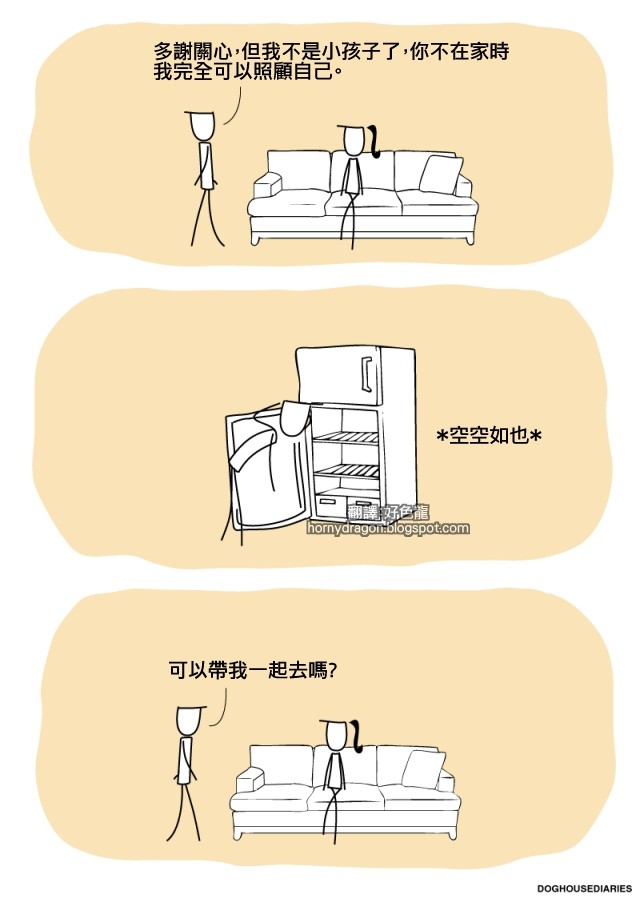 多謝關心,但我不是小孩子了,你不在家時
我完全可以照顧自己。
*空空如也*
翻譯:好色龍
hornydragon.blogspot.com
可以帶我一起去嗎?
DOGHOUSEDIARIES